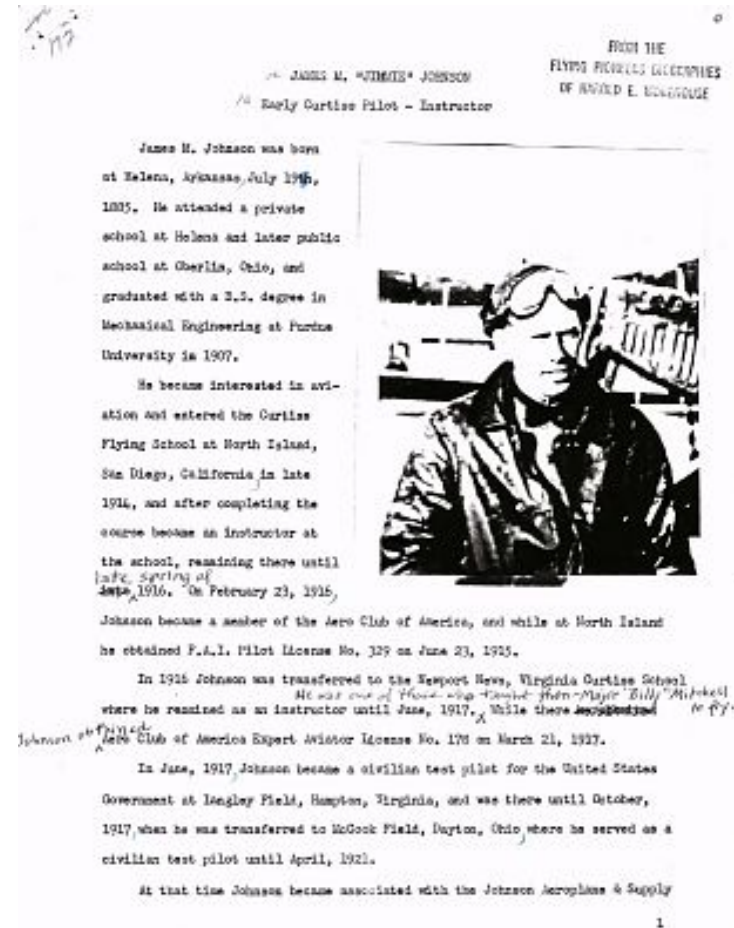 FROM THE
FLYING PIONEERS BIOGRAPHIES
OF HAROLD E. MOREHOUSE
JAMES M. "JIMMIE" JOHNSON
Early Curtiss Pilot - Instructor
James M. Johnson was born
at Helena, Arkansas, July 19th,
1885. He attended a private
school at Helena and later public
school at Oberlin, Ohio, and
graduated with a B.S. degree in
Mechanical Engineering at Purdue
University in 1907.
He became interested in avi-
ation and entered the Curtiss
Flying School at North Island,
San Diego, California, in late
1914, and after completing the
course became an instructor at
the school, remaining there until
late spring of
1916. On February 23, 1916,
Johnson became a member of the Aero Club of America, and while at North Island
he obtained F.A.I. Pilot License No. 329 on June 23, 1915.
In 1916 Johnson was transferred to the Newport News, Virginia Curtiss School
He was one of those who taught then-Major "Billy" Mitchell
to fly.
where he remained as an instructor until June, 1917. While there
Johnson obtained
Aero Club of America Expert Aviator License No. 178 on March 21, 1917.
In June, 1917, Johnson became a civilian test pilot for the United States
Government at Langley Field, Hampton, Virginia, and was there until October,
1917, when he was transferred to McCook Field, Dayton, Ohio, where he served as a
civilian test pilot until April, 1921.
At that time Johnson became associated with the Johnson Aeroplane & Supply
1